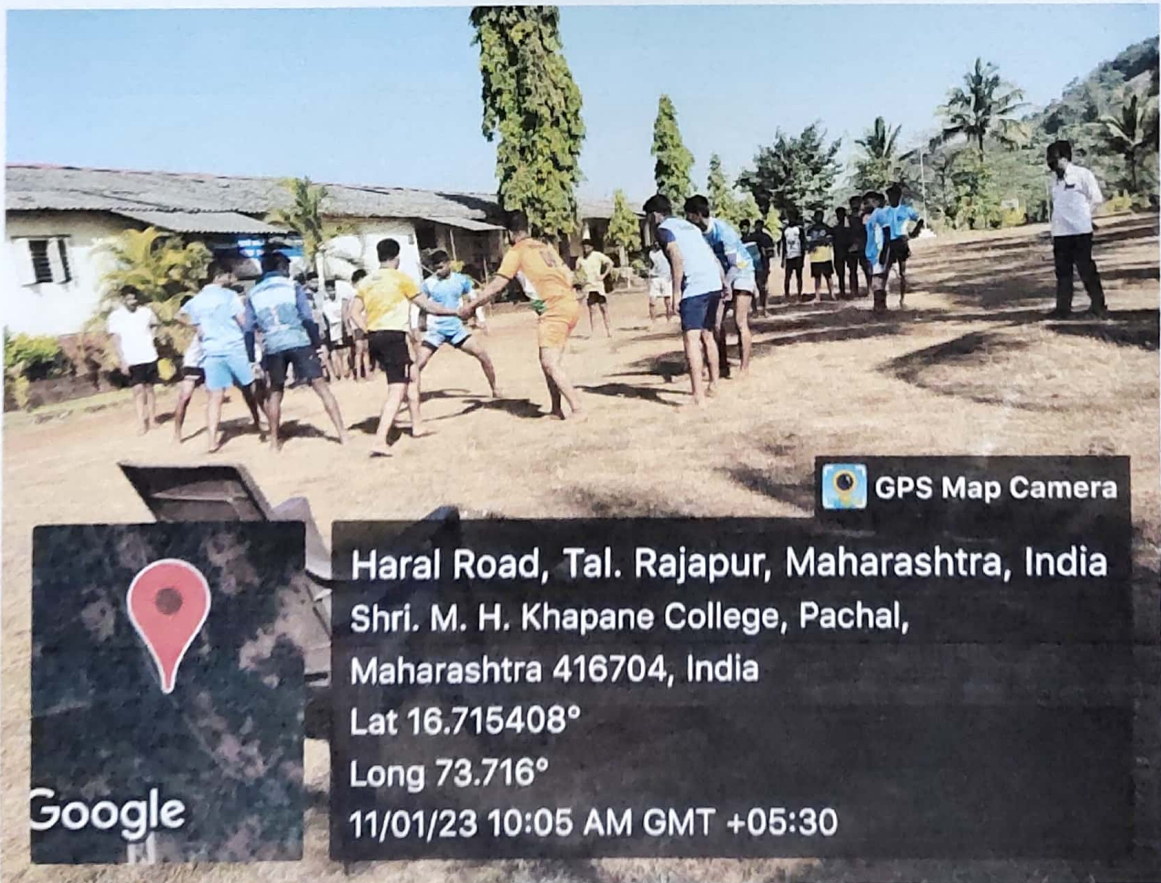 GPS Map Camera
Haral Road, Tal. Rajapur, Maharashtra, India
Shri. M. H. Khapane College, Pachal,
Maharashtra 416704, India
Lat 16.715408°
Long 73.716°
11/01/23 10:05 AM GMT +05:30
Google